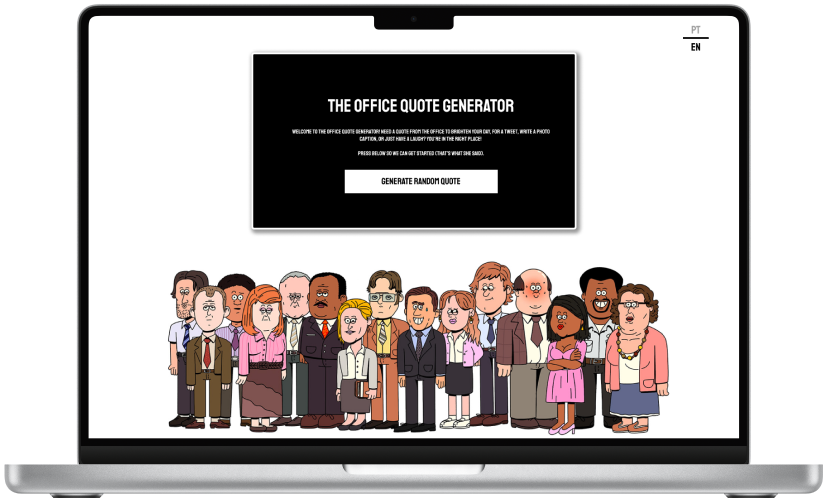 PT
EN
THE OFFICE QUOTE GENERATOR
WELCOME TO THE OFFICE QUOTE GENERATOR! NEED A QUOTE FROM THE OFFICE TO BRIGHTEN YOUR DAY, FOR A TWEET, WRITE A PHOTO
CAPTION, OR JUST HAVE A LAUGH? YOU'RE IN THE RIGHT PLACE!
PRESS BELOW SO WE CAN GET STARTED (THAT'S WHAT SHE SAID).
GENERATE RANDOM QUOTE